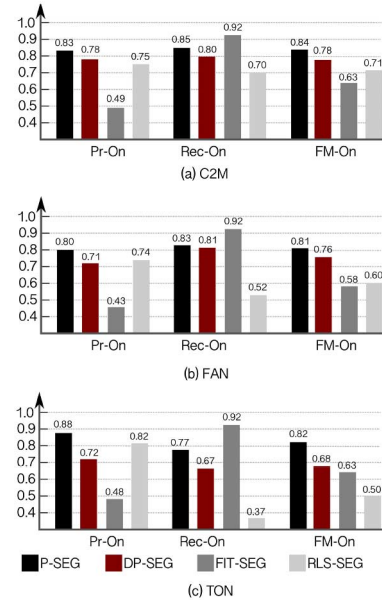 1.0
0.9
0.8
0.7
0.6
0.5
0.4
0.83 0.78 0.49 0.75 0.85 0.80 0.92 0.70 0.84 0.78 0.63 0.71
Pr-On Rec-On FM-On
(a) C2M
1.0
0.9
0.8
0.7
0.6
0.5
0.4
0.80 0.71 0.43 0.74 0.83 0.81 0.92 0.52 0.81 0.76 0.58 0.60
Pr-On Rec-On FM-On
(b) FAN
1.0
0.9
0.8
0.7
0.6
0.5
0.4
0.88 0.72 0.48 0.82 0.77 0.67 0.92 0.37 0.82 0.68 0.63 0.50
Pr-On Rec-On FM-On
P-SEG DP-SEG FIT-SEG RLS-SEG
(c) TON